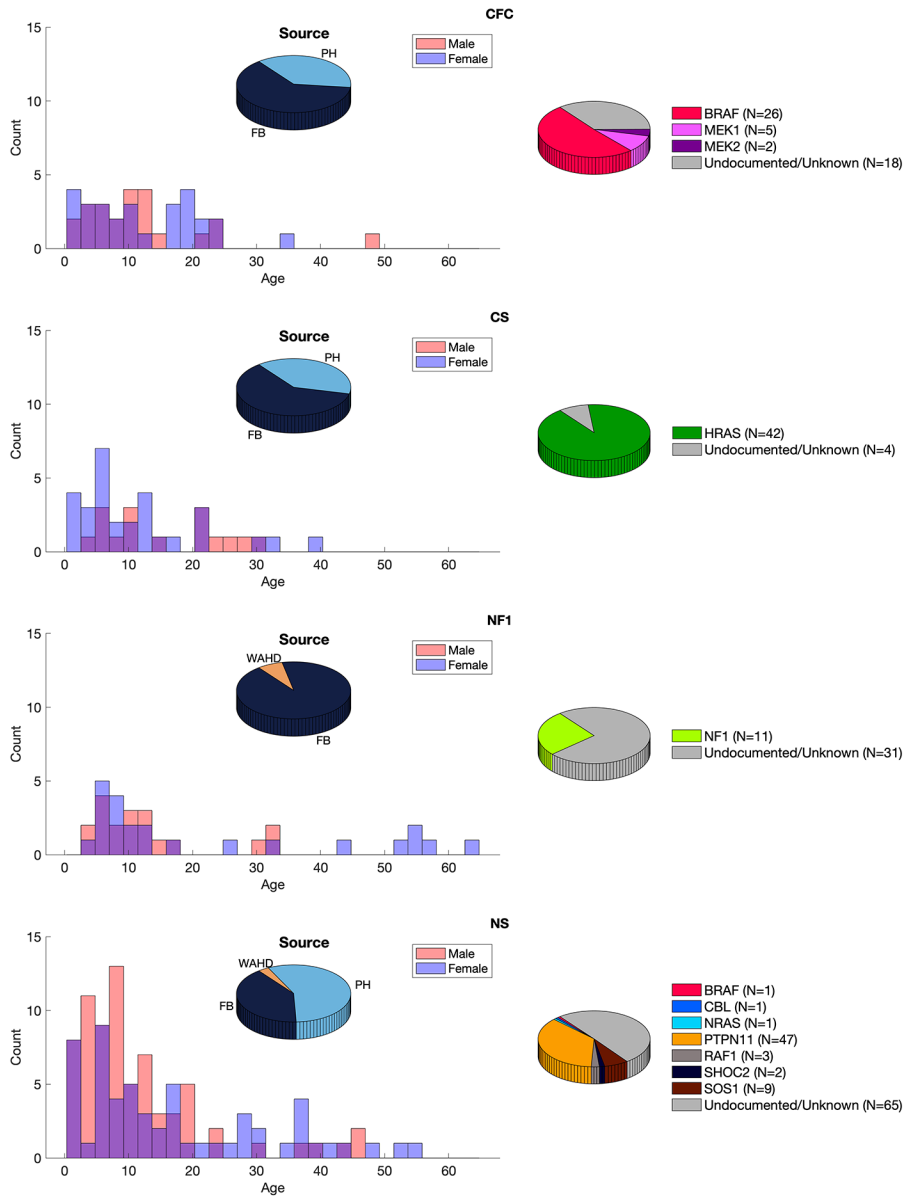 CFC
15
10
5
0
Count
Source
PH
FB
Male
Female
0 10 20 30 40 50 60
Age
BRAF (N=26)
MEK1 (N=5)
MEK2 (N=2)
Undocumented/Unknown (N=18)
CS
15
10
5
0
Count
Source
PH
FB
Male
Female
0 10 20 30 40 50 60
Age
HRAS (N=42)
Undocumented/Unknown (N=4)
NF1
15
10
5
0
Count
Source
WAHD
FB
Male
Female
0 10 20 30 40 50 60
Age
NF1 (N=11)
Undocumented/Unknown (N=31)
NS
15
10
5
0
Count
Source
WAHD
FB
PH
Male
Female
0 10 20 30 40 50 60
Age
BRAF (N=1)
CBL (N=1)
NRAS (N=1)
PTPN11 (N=47)
RAF1 (N=3)
SHOC2 (N=2)
SOS1 (N=9)
Undocumented/Unknown (N=65)